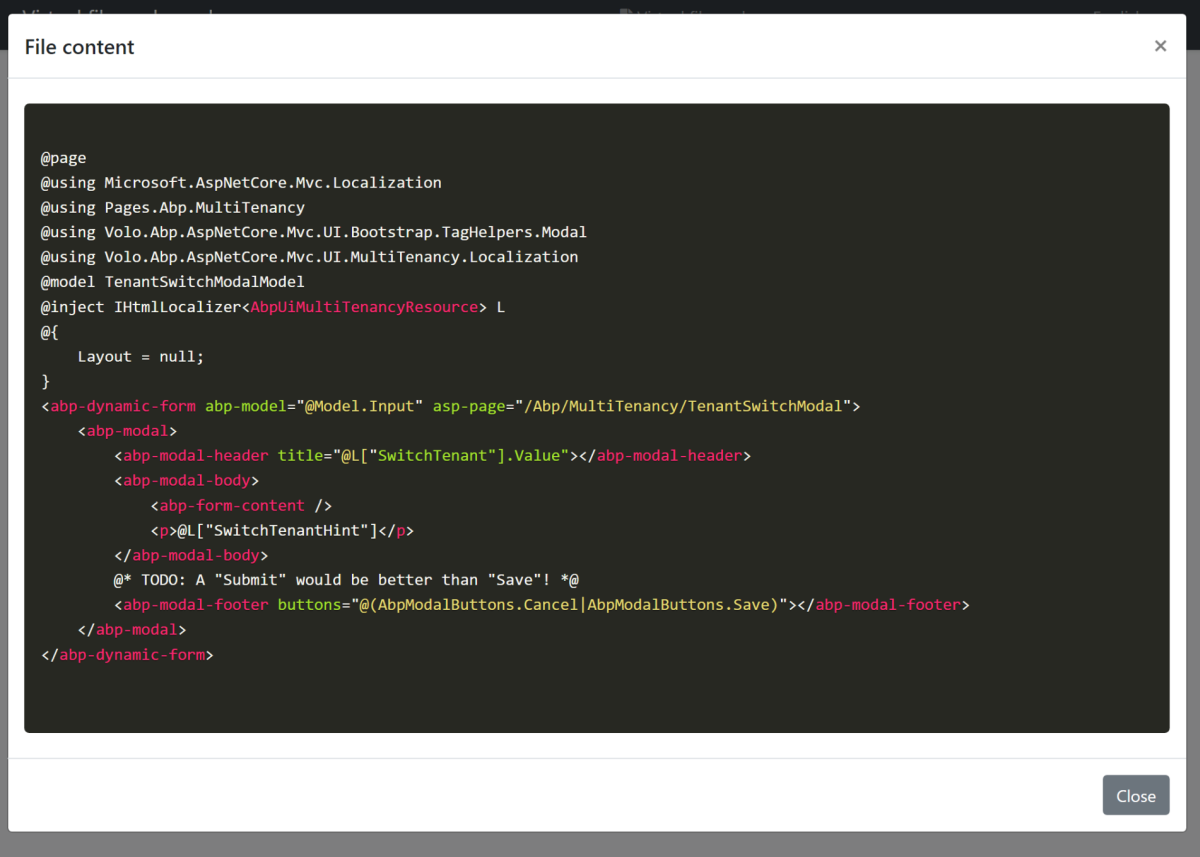 File content
×
@page
@using Microsoft.AspNetCore.Mvc.Localization
@using Pages.Abp.MultiTenancy
@using Volo.Abp.AspNetCore.Mvc.UI.Bootstrap.TagHelpers.Modal
@using Volo.Abp.AspNetCore.Mvc.UI.MultiTenancy.Localization
@model TenantSwitchModalModel
@inject IHtmlLocalizer<AbpUiMultiTenancyResource> L
@{
    Layout = null;
}
<abp-dynamic-form abp-model="@Model.Input" asp-page="/Abp/MultiTenancy/TenantSwitchModal">
    <abp-modal>
        <abp-modal-header title="@L["SwitchTenant"].Value"></abp-modal-header>
        <abp-modal-body>
            <abp-form-content />
            <p>@L["SwitchTenantHint"]</p>
        </abp-modal-body>
        @* TODO: A "Submit" would be better than "Save"! *@
        <abp-modal-footer buttons="@(AbpModalButtons.Cancel|AbpModalButtons.Save)"></abp-modal-footer>
    </abp-modal>
</abp-dynamic-form>
Close